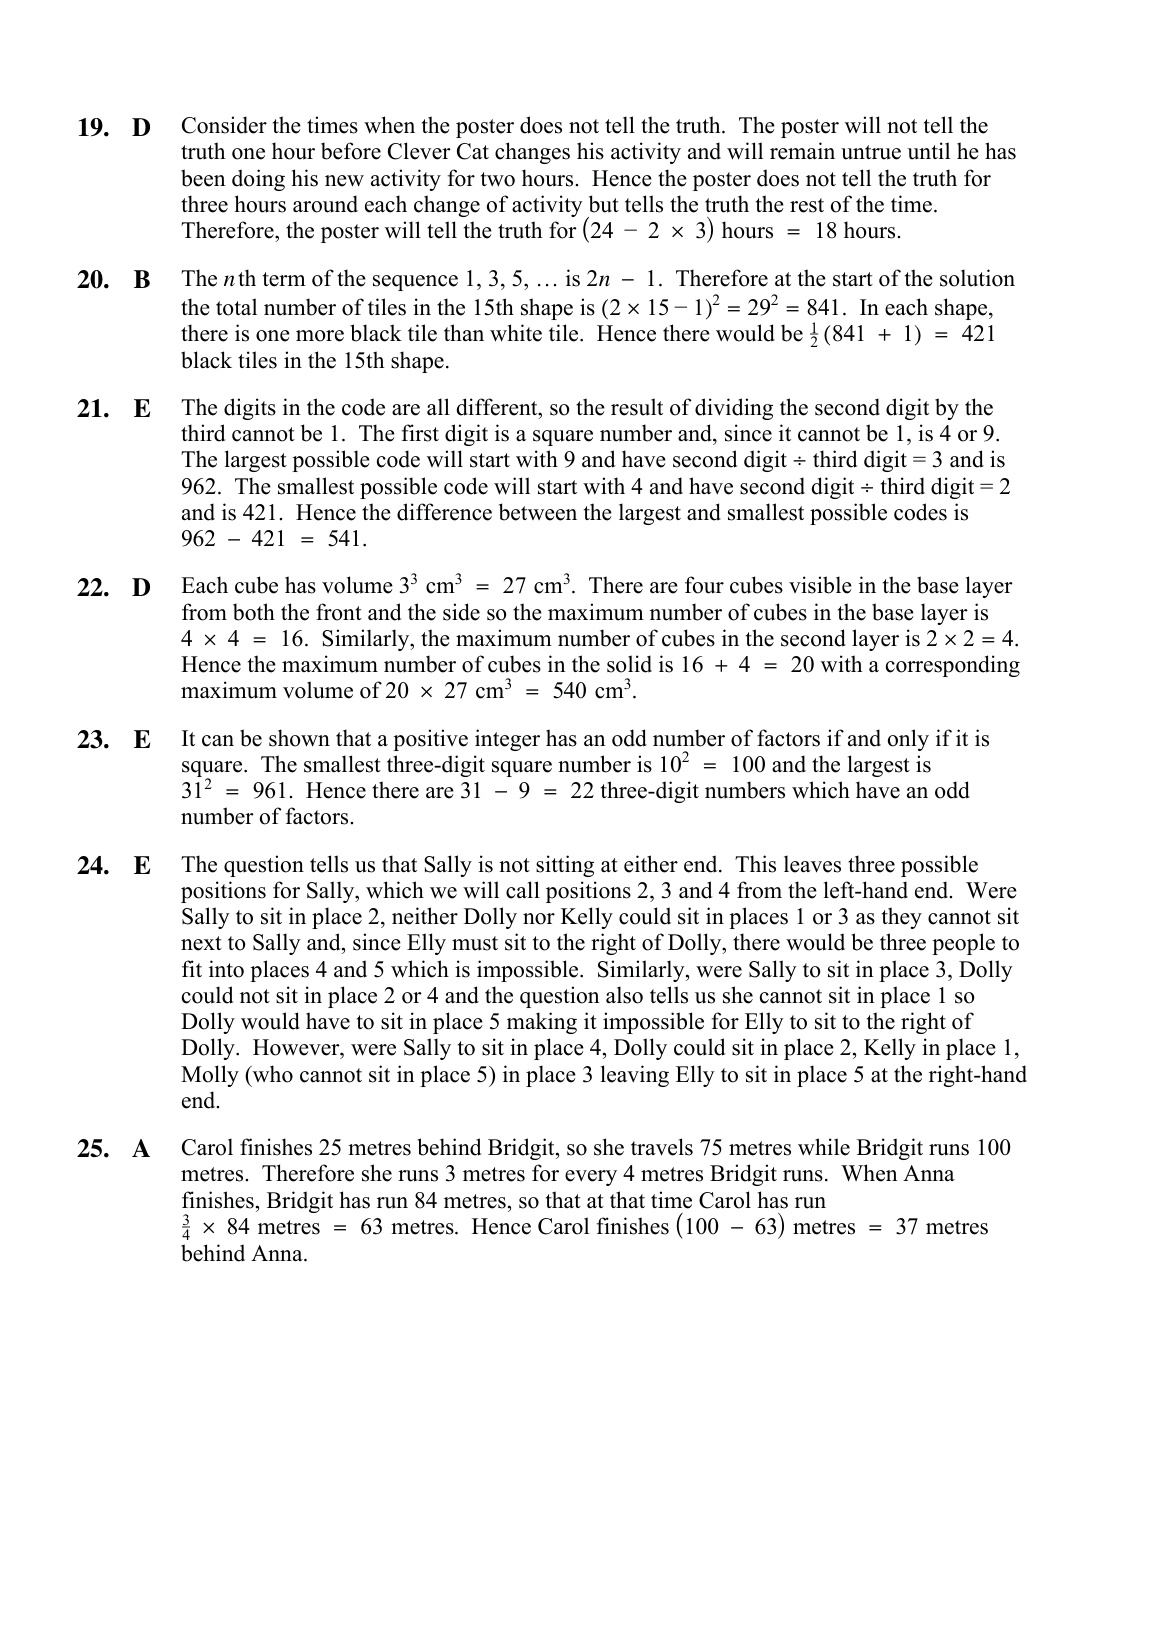 19. D Consider the times when the poster does not tell the truth. The poster will not tell the
truth one hour before Clever Cat changes his activity and will remain untrue until he has
been doing his new activity for two hours. Hence the poster does not tell the truth for
three hours around each change of activity but tells the truth the rest of the time.
Therefore, the poster will tell the truth for (24 − 2 × 3) hours = 18 hours.
20. B The nth term of the sequence 1, 3, 5, … is 2n − 1. Therefore at the start of the solution
the total number of tiles in the 15th shape is (2 × 15 − 1)² = 29² = 841. In each shape,
there is one more black tile than white tile. Hence there would be ½(841 + 1) = 421
black tiles in the 15th shape.
21. E The digits in the code are all different, so the result of dividing the second digit by the
third cannot be 1. The first digit is a square number and, since it cannot be 1, is 4 or 9.
The largest possible code will start with 9 and have second digit ÷ third digit = 3 and is
962. The smallest possible code will start with 4 and have second digit ÷ third digit = 2
and is 421. Hence the difference between the largest and smallest possible codes is
962 − 421 = 541.
22. D Each cube has volume 3³ cm³ = 27 cm³. There are four cubes visible in the base layer
from both the front and the side so the maximum number of cubes in the base layer is
4 × 4 = 16. Similarly, the maximum number of cubes in the second layer is 2 × 2 = 4.
Hence the maximum number of cubes in the solid is 16 + 4 = 20 with a corresponding
maximum volume of 20 × 27 cm³ = 540 cm³.
23. E It can be shown that a positive integer has an odd number of factors if and only if it is
square. The smallest three-digit square number is 10² = 100 and the largest is
31² = 961. Hence there are 31 − 9 = 22 three-digit numbers which have an odd
number of factors.
24. E The question tells us that Sally is not sitting at either end. This leaves three possible
positions for Sally, which we will call positions 2, 3 and 4 from the left-hand end. Were
Sally to sit in place 2, neither Dolly nor Kelly could sit in places 1 or 3 as they cannot sit
next to Sally and, since Elly must sit to the right of Dolly, there would be three people to
fit into places 4 and 5 which is impossible. Similarly, were Sally to sit in place 3, Dolly
could not sit in place 2 or 4 and the question also tells us she cannot sit in place 1 so
Dolly would have to sit in place 5 making it impossible for Elly to sit to the right of
Dolly. However, were Sally to sit in place 4, Dolly could sit in place 2, Kelly in place 1,
Molly (who cannot sit in place 5) in place 3 leaving Elly to sit in place 5 at the right-hand
end.
25. A Carol finishes 25 metres behind Bridgit, so she travels 75 metres while Bridgit runs 100
metres. Therefore she runs 3 metres for every 4 metres Bridgit runs. When Anna
finishes, Bridgit has run 84 metres, so that at that time Carol has run
¾ × 84 metres = 63 metres. Hence Carol finishes (100 − 63) metres = 37 metres
behind Anna.